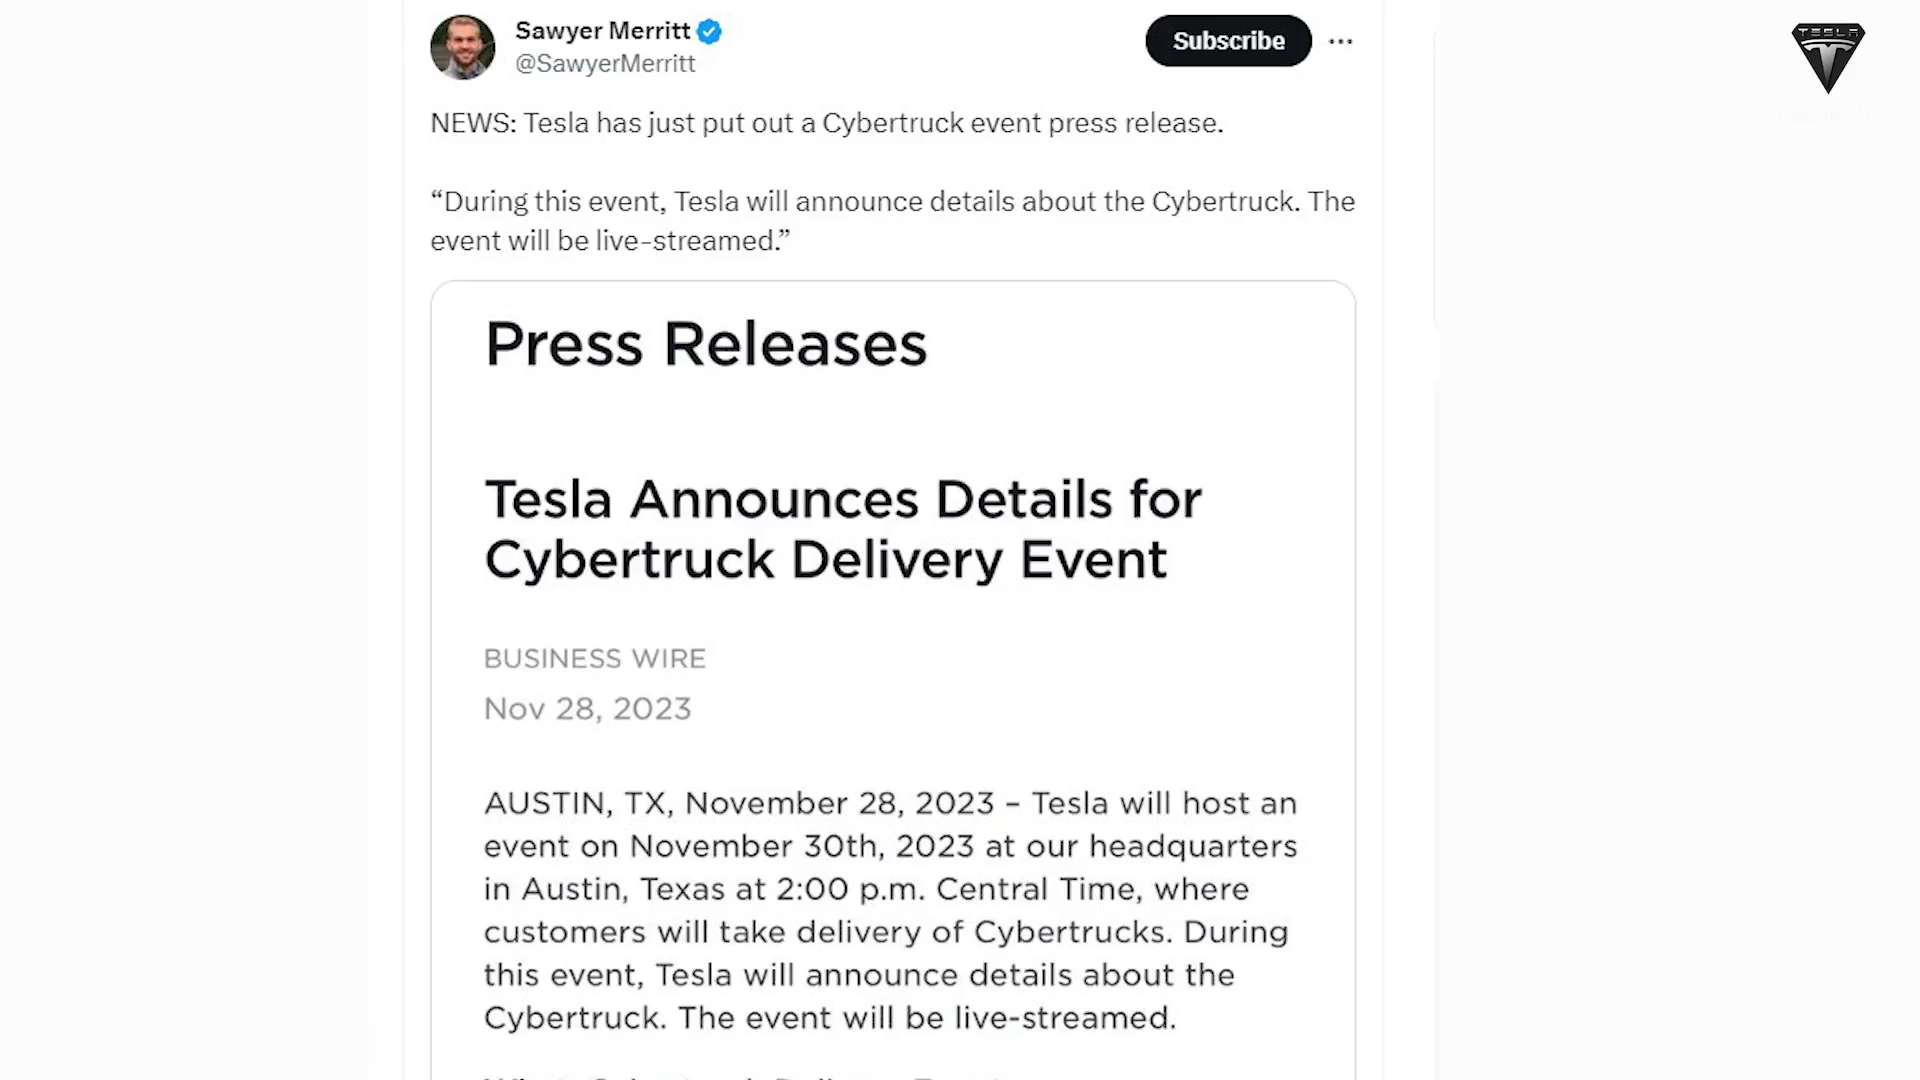 Sawyer Merritt
@SawyerMerritt
Subscribe
TESLA
NEWS: Tesla has just put out a Cybertruck event press release.
“During this event, Tesla will announce details about the Cybertruck. The
event will be live-streamed.”
Press Releases
Tesla Announces Details for
Cybertruck Delivery Event
BUSINESS WIRE
Nov 28, 2023
AUSTIN, TX, November 28, 2023 – Tesla will host an
event on November 30th, 2023 at our headquarters
in Austin, Texas at 2:00 p.m. Central Time, where
customers will take delivery of Cybertrucks. During
this event, Tesla will announce details about the
Cybertruck. The event will be live-streamed.